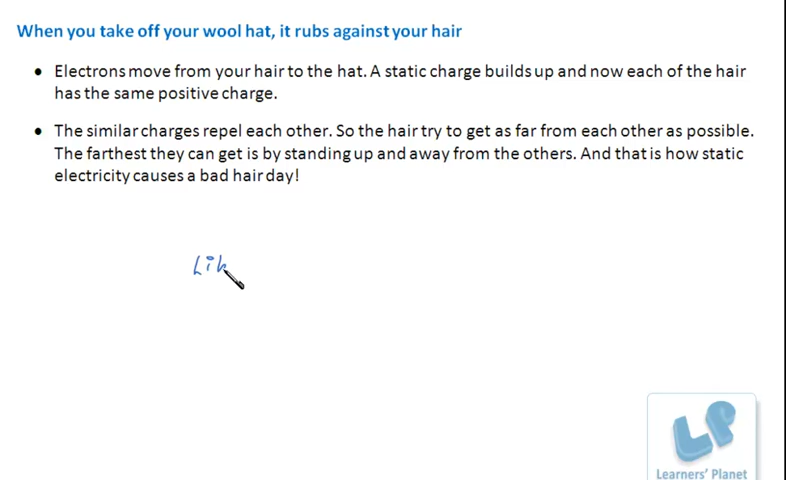 When you take off your wool hat, it rubs against your hair
• Electrons move from your hair to the hat. A static charge builds up and now each of the hair
has the same positive charge.
• The similar charges repel each other. So the hair try to get as far from each other as possible.
The farthest they can get is by standing up and away from the others. And that is how static
electricity causes a bad hair day!
Lik
LP
Learners' Planet